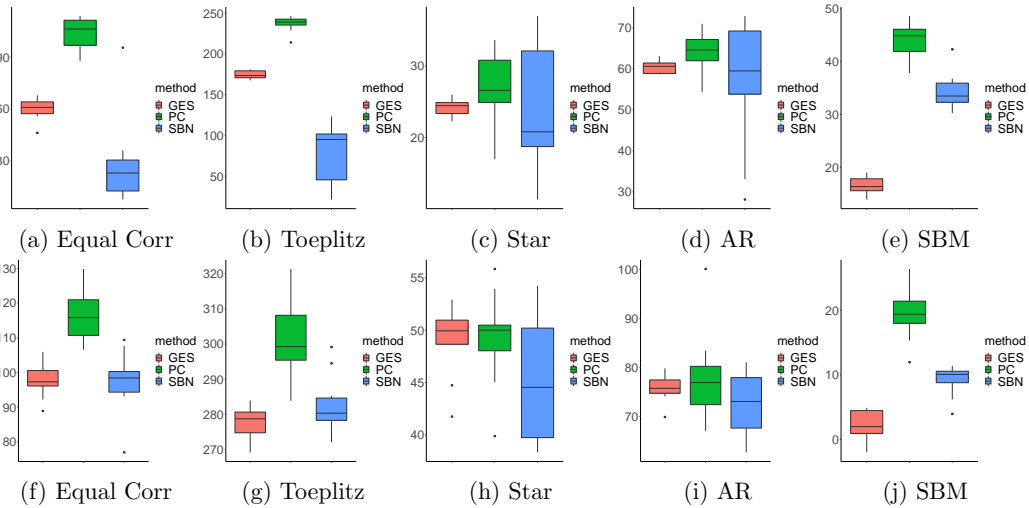 90
60
30
method
GES
PC
SBN
(a) Equal Corr
250
200
150
100
50
method
GES
PC
SBN
(b) Toeplitz
30
20
method
GES
PC
SBN
(c) Star
70
60
50
40
30
method
GES
PC
SBN
(d) AR
50
40
30
20
method
GES
PC
SBN
(e) SBM
130
120
110
100
90
80
method
GES
PC
SBN
(f) Equal Corr
320
310
300
290
280
270
method
GES
PC
SBN
(g) Toeplitz
55
50
45
40
method
GES
PC
SBN
(h) Star
100
90
80
70
method
GES
PC
SBN
(i) AR
20
10
0
method
GES
PC
SBN
(j) SBM